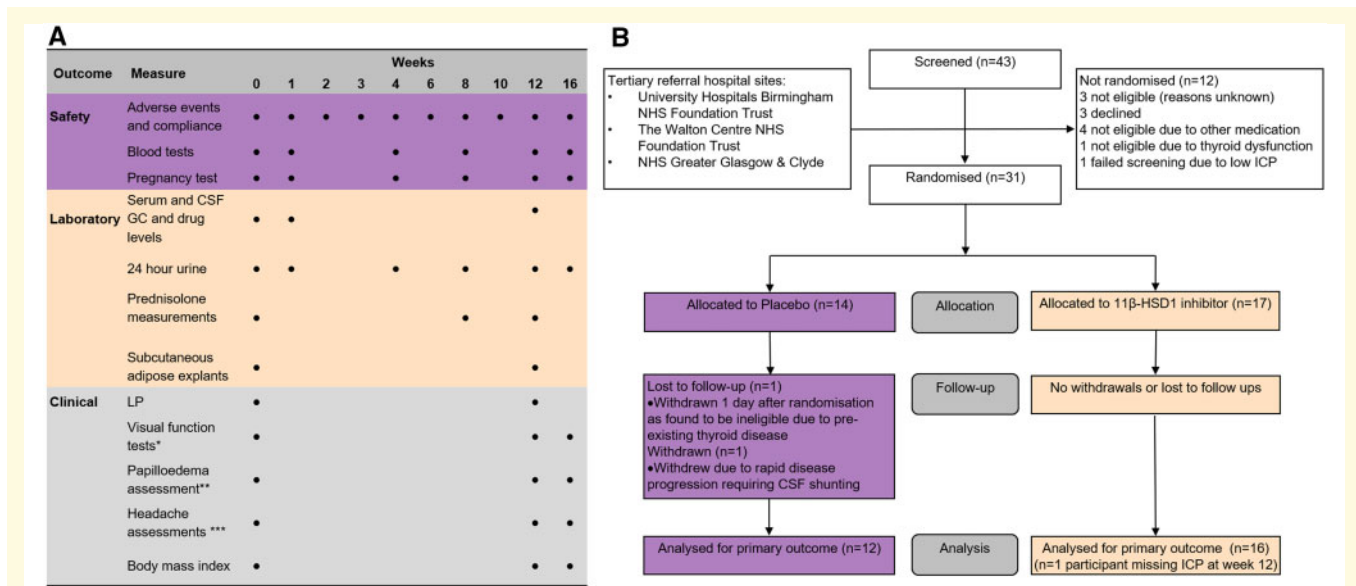 A
Outcome Measure Weeks
0 1 2 3 4 6 8 10 12 16
Safety Adverse events
and compliance • • • • • • • • • •
Blood tests • • • • • •
Pregnancy test • • • • • •
Laboratory Serum and CSF
GC and drug
levels • • •
24 hour urine • • • • • •
Prednisolone
measurements • • •
Subcutaneous
adipose explants • •
Clinical LP • •
Visual function
tests* • • •
Papilloedema
assessment** • • •
Headache
assessments *** • • •
Body mass index • • •
B
Screened (n=43)
Tertiary referral hospital sites:
• University Hospitals Birmingham
NHS Foundation Trust
• The Walton Centre NHS
Foundation Trust
• NHS Greater Glasgow & Clyde
Not randomised (n=12)
3 not eligible (reasons unknown)
3 declined
4 not eligible due to other medication
1 not eligible due to thyroid dysfunction
1 failed screening due to low ICP
Randomised (n=31)
Allocated to Placebo (n=14)
Allocation
Allocated to 11β-HSD1 inhibitor (n=17)
Lost to follow-up (n=1)
•Withdrawn 1 day after randomisation
as found to be ineligible due to pre-
existing thyroid disease
Withdrawn (n=1)
•Withdrew due to rapid disease
progression requiring CSF shunting
Follow-up
No withdrawals or lost to follow ups
Analysed for primary outcome (n=12)
Analysis
Analysed for primary outcome (n=16)
(n=1 participant missing ICP at week 12)